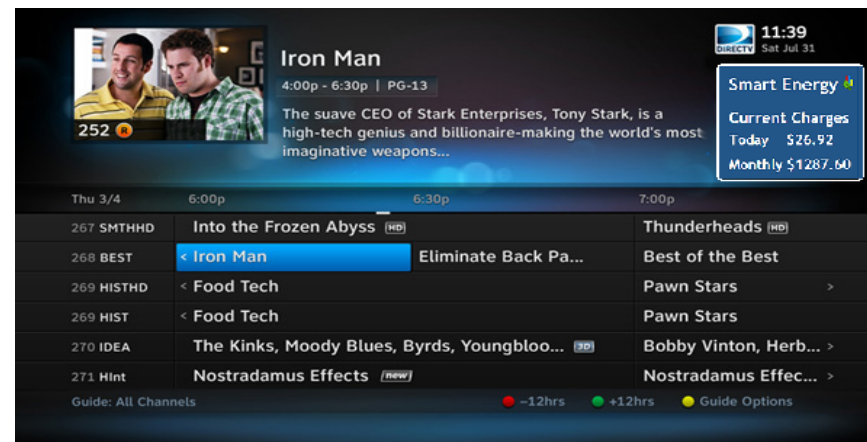 Iron Man
4:00p - 6:30p | PG-13
The suave CEO of Stark Enterprises, Tony Stark, is a
high-tech genius and billionaire-making the world's most
imaginative weapons...
252 R
DIRECTV
11:39
Sat Jul 31
Smart Energy
Current Charges
Today $26.92
Monthly $1287.60
Thu 3/4 6:00p 6:30p 7:00p
267 SMTHHD Into the Frozen Abyss HD Thunderheads HD
268 BEST < Iron Man Eliminate Back Pa... Best of the Best
269 HISTHD < Food Tech Pawn Stars >
269 HIST < Food Tech Pawn Stars
270 IDEA The Kinks, Moody Blues, Byrds, Youngbloo... 3D Bobby Vinton, Herb... >
271 HInt Nostradamus Effects new Nostradamus Effec... >
Guide: All Channels -12hrs +12hrs Guide Options